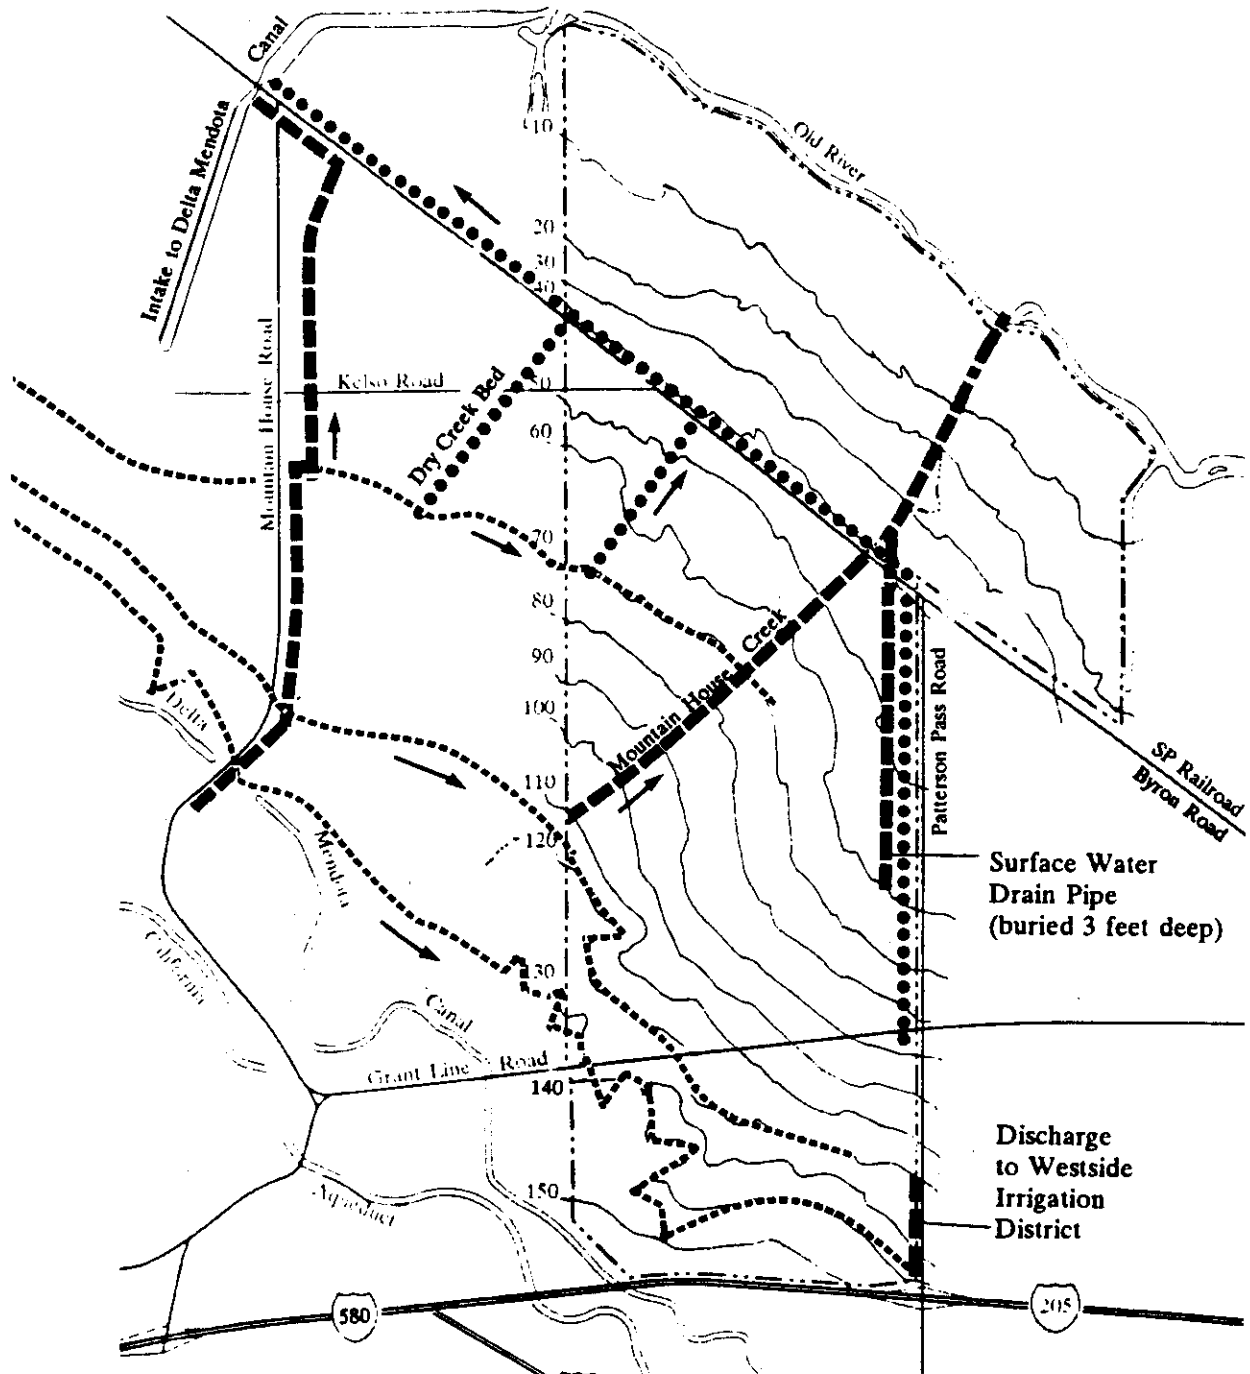 Canal
Intake to Delta Mendota
Old River
10
20
30
40
Mountain House Road
Kelso Road
50
Dry Creek Bed
60
70
80
90
100
110
120
130
140
150
Mountain House Creek
Patterson Pass Road
SP Railroad
Byron Road
Delta
Mendota
Canal
California
Aqueduct
Grant Line Road
Surface Water
Drain Pipe
(buried 3 feet deep)
Discharge
to Westside
Irrigation
District
580
205